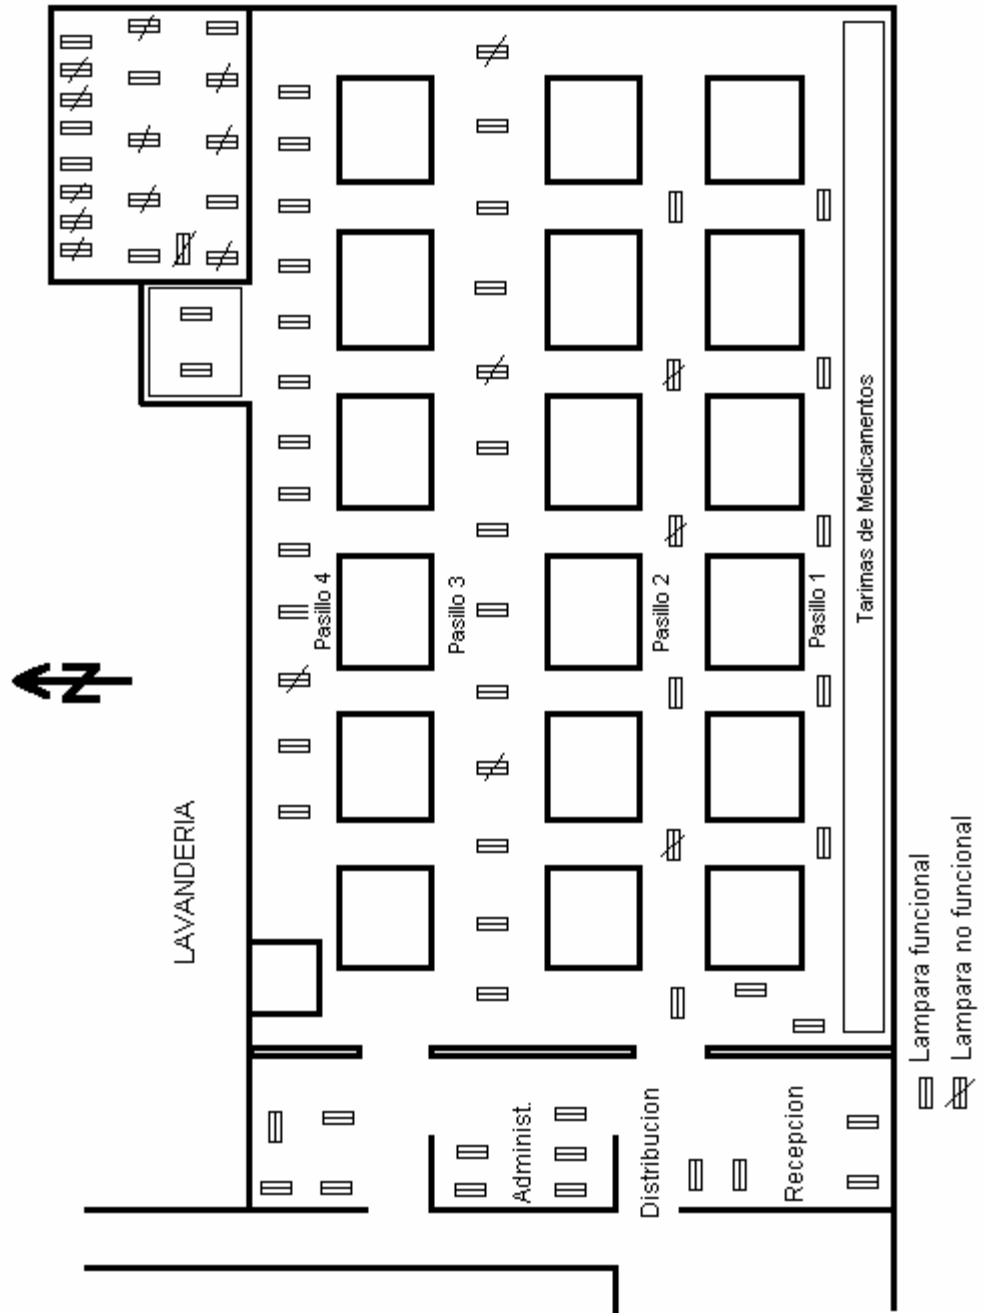 LAVANDERIA
N
Pasillo 4
Pasillo 3
Pasillo 2
Pasillo 1
Tarimas de Medicamentos
Administ.
Distribucion
Recepcion
Lampara funcional
Lampara no funcional